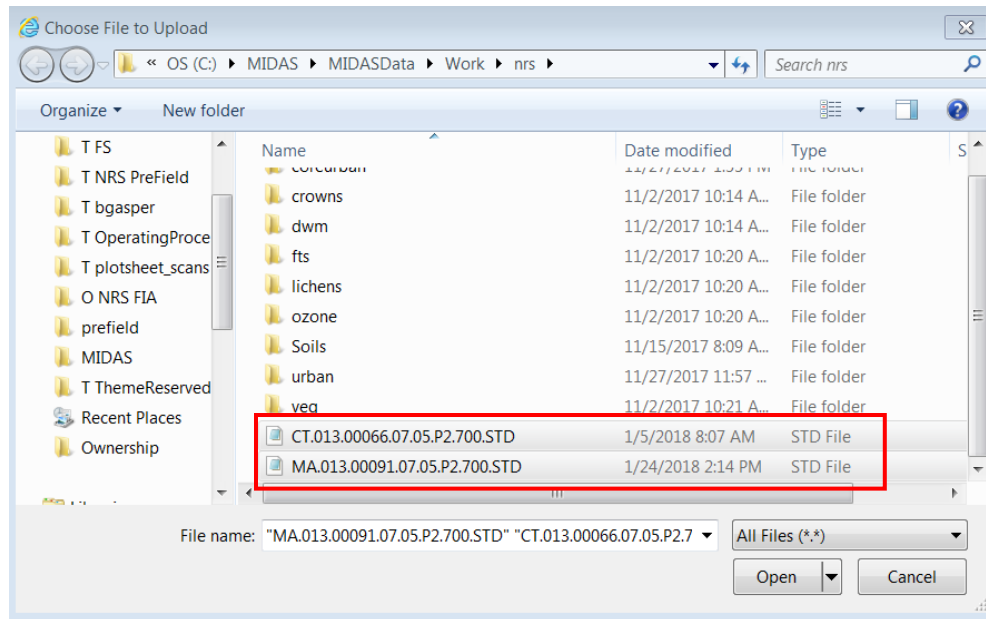 Choose File to Upload
« OS (C:) ▸ MIDAS ▸ MIDASData ▸ Work ▸ nrs ▸ Search nrs
Organize New folder
Name Date modified Type S
T FS
T NRS PreField
T bgasper
T OperatingProce
T plotsheet_scans
O NRS FIA
prefield
MIDAS
T ThemeReserved
Recent Places
Ownership
crowns 11/2/2017 10:14 A... File folder
dwm 11/2/2017 10:14 A... File folder
fts 11/2/2017 10:20 A... File folder
lichens 11/2/2017 10:20 A... File folder
ozone 11/2/2017 10:20 A... File folder
Soils 11/15/2017 8:09 A... File folder
urban 11/27/2017 11:57 ... File folder
veg 11/2/2017 10:21 A... File folder
CT.013.00066.07.05.P2.700.STD 1/5/2018 8:07 AM STD File
MA.013.00091.07.05.P2.700.STD 1/24/2018 2:14 PM STD File
File name: "MA.013.00091.07.05.P2.700.STD" "CT.013.00066.07.05.P2.7 All Files (*.*)
Open Cancel